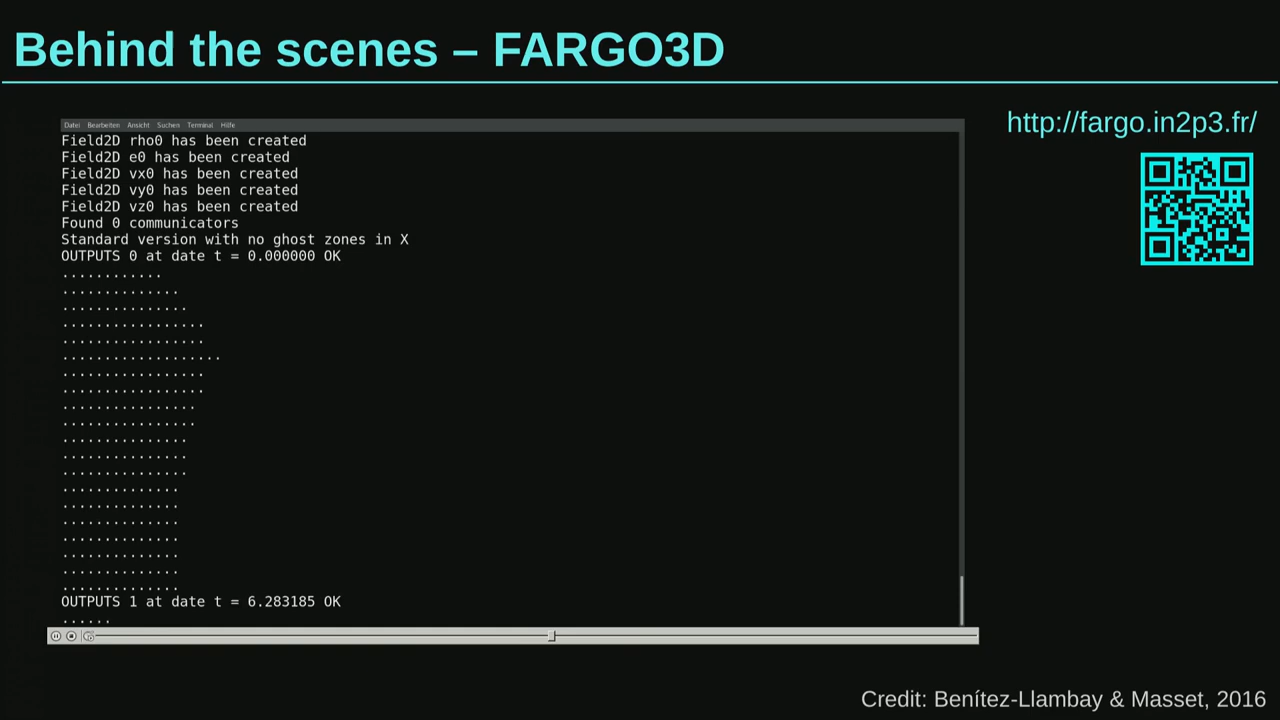 Behind the scenes – FARGO3D
http://fargo.in2p3.fr/
Datei Bearbeiten Ansicht Suchen Terminal Hilfe
Field2D rho0 has been created
Field2D e0 has been created
Field2D vx0 has been created
Field2D vy0 has been created
Field2D vz0 has been created
Found 0 communicators
Standard version with no ghost zones in X
OUTPUTS 0 at date t = 0.000000 OK
............
..............
...............
.................
.................
...................
.................
.................
................
................
...............
...............
...............
..............
..............
..............
..............
..............
..............
..............
OUTPUTS 1 at date t = 6.283185 OK
......
Credit: Benítez-Llambay & Masset, 2016